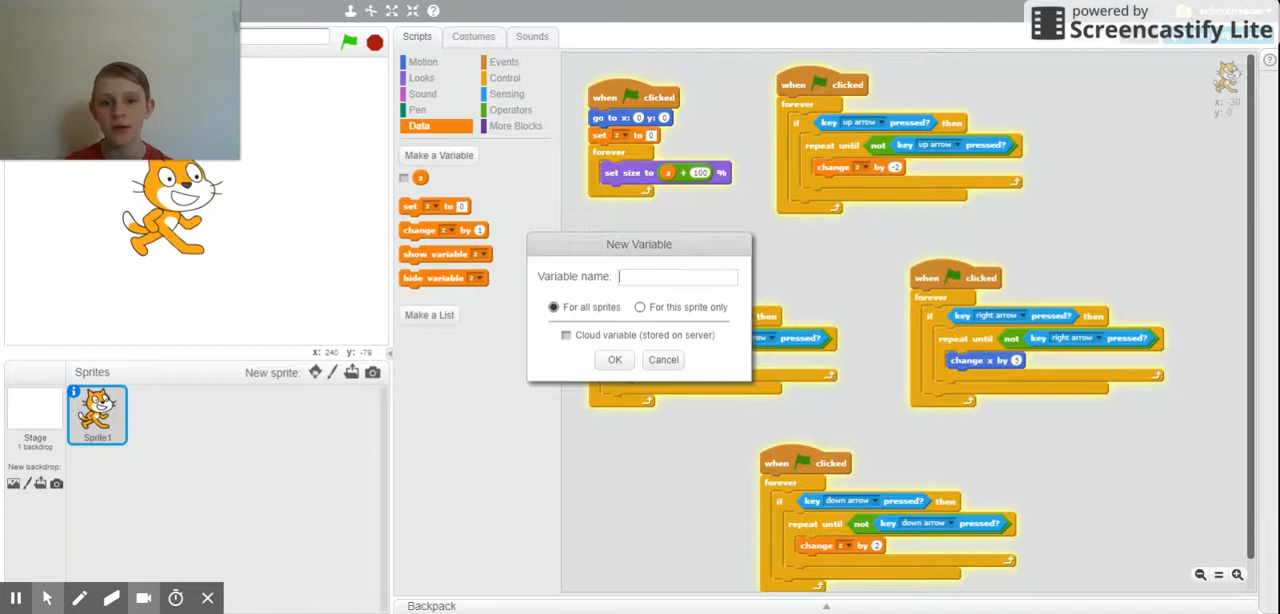 powered by
Screencastify Lite
Scripts
Costumes
Sounds
Motion
Events
Looks
Control
Sound
Sensing
Pen
Operators
Data
More Blocks
Make a Variable
z
set z to 0
change z by 1
show variable z
hide variable z
Make a List
when clicked
go to x: 0 y: 0
set z to 0
forever
set size to z + 100 %
when clicked
forever
if key up arrow pressed? then
repeat until not key up arrow pressed?
change z by -2
x: -30
y: 0
New Variable
Variable name:
For all sprites
For this sprite only
Cloud variable (stored on server)
OK
Cancel
then
pressed?
when clicked
forever
if key right arrow pressed? then
repeat until not key right arrow pressed?
change x by 5
when clicked
forever
if key down arrow pressed? then
repeat until not key down arrow pressed?
change z by 2
x: 240 y: -79
Sprites
New sprite:
Sprite1
Stage
1 backdrop
New backdrop:
Backpack